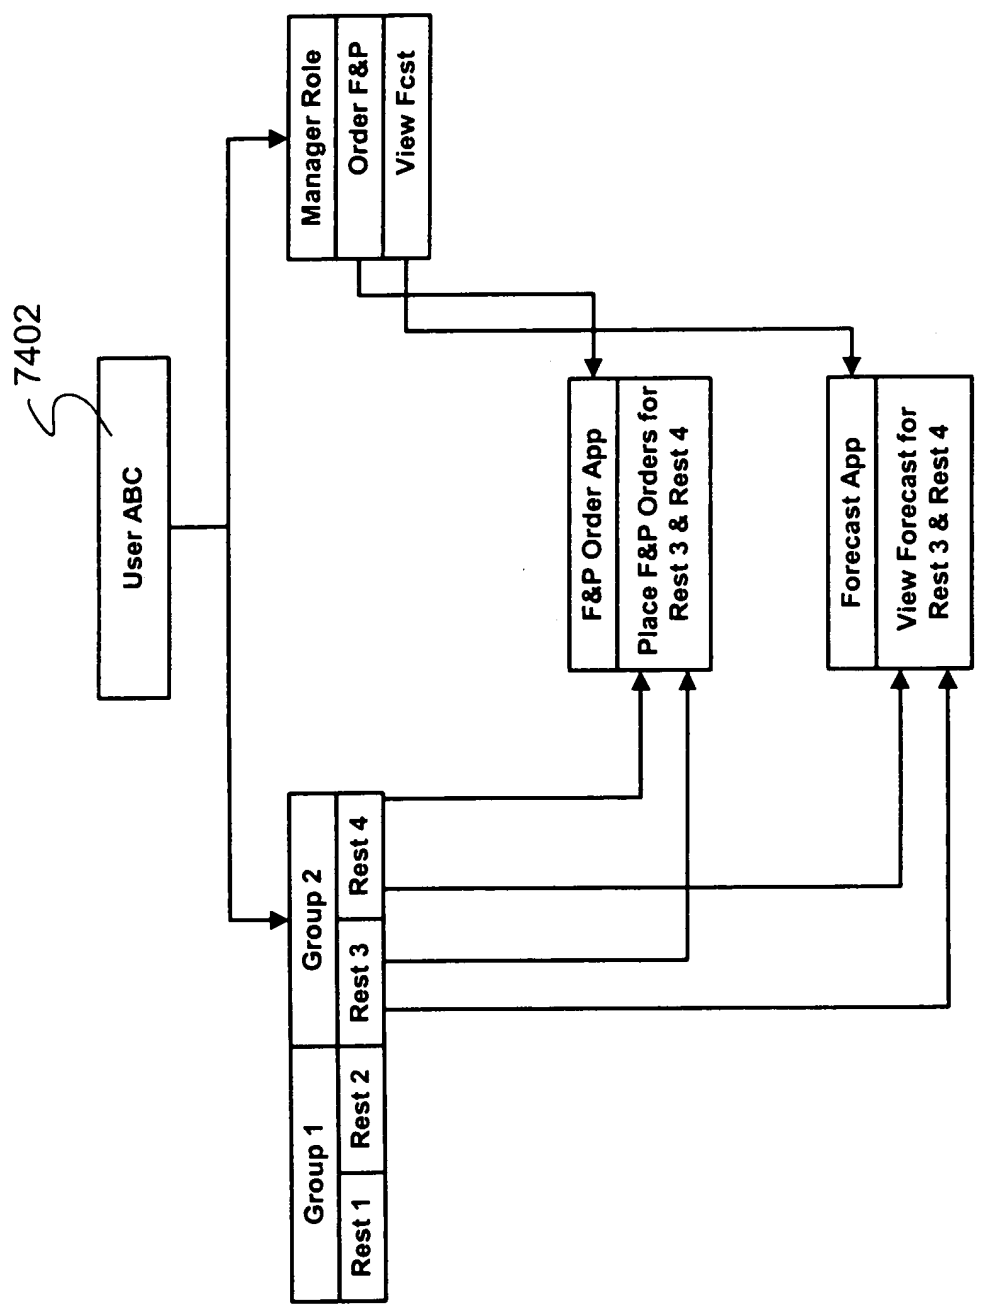 7402
User ABC
Group 1
Group 2
Manager Role
Rest 1
Rest 2
Rest 3
Rest 4
Order F&P
View Fcst
F&P Order App
Place F&P Orders for
Rest 3 & Rest 4
Forecast App
View Forecast for
Rest 3 & Rest 4